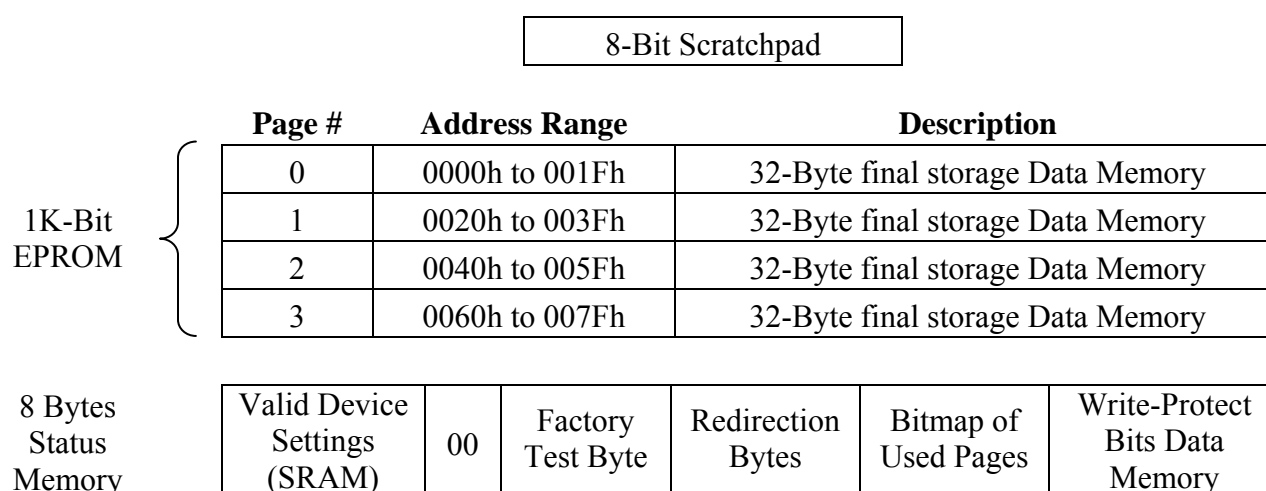 8-Bit Scratchpad
Page # Address Range Description
0 0000h to 001Fh 32-Byte final storage Data Memory
1K-Bit EPROM
1 0020h to 003Fh 32-Byte final storage Data Memory
2 0040h to 005Fh 32-Byte final storage Data Memory
3 0060h to 007Fh 32-Byte final storage Data Memory
8 Bytes
Status
Memory
Valid Device
Settings
(SRAM)
00
Factory
Test Byte
Redirection
Bytes
Bitmap of
Used Pages
Write-Protect
Bits Data
Memory